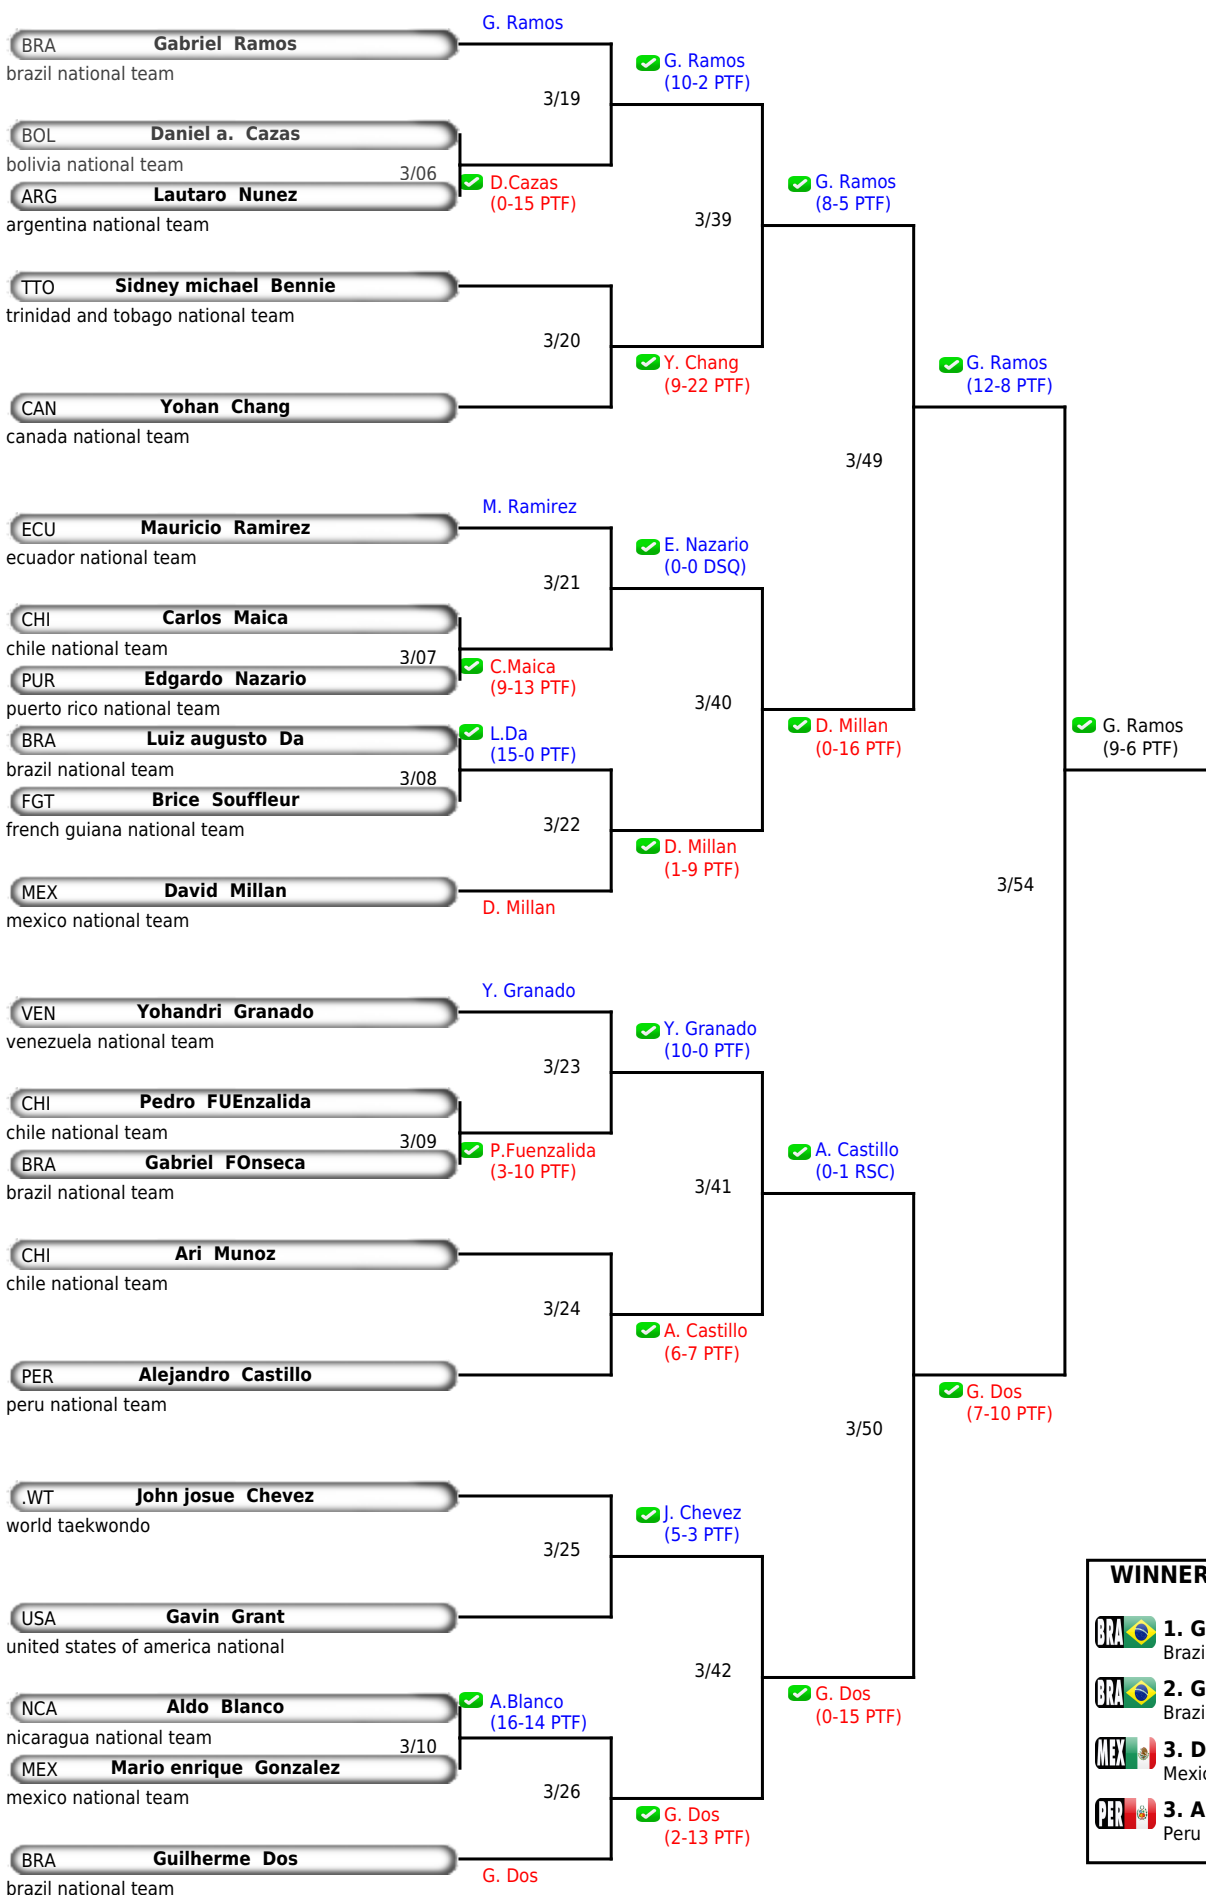 G. Ramos
BRA Gabriel Ramos
brazil national team
G. Ramos
(10-2 PTF)
3/19
BOL Daniel a. Cazas
bolivia national team
3/06
D.Cazas
(0-15 PTF)
ARG Lautaro Nunez
argentina national team
G. Ramos
(8-5 PTF)
3/39
TTO Sidney michael Bennie
trinidad and tobago national team
3/20
Y. Chang
(9-22 PTF)
CAN Yohan Chang
canada national team
G. Ramos
(12-8 PTF)
3/49
M. Ramirez
ECU Mauricio Ramirez
ecuador national team
E. Nazario
(0-0 DSQ)
3/21
CHI Carlos Maica
chile national team
3/07
C.Maica
(9-13 PTF)
PUR Edgardo Nazario
puerto rico national team
3/40
BRA Luiz augusto Da
brazil national team
L.Da
(15-0 PTF)
3/08
FGT Brice Souffleur
french guiana national team
D. Millan
(0-16 PTF)
G. Ramos
(9-6 PTF)
3/22
D. Millan
(1-9 PTF)
MEX David Millan
mexico national team
D. Millan
3/54
Y. Granado
VEN Yohandri Granado
venezuela national team
Y. Granado
(10-0 PTF)
3/23
CHI Pedro FUEnzalida
chile national team
3/09
P.Fuenzalida
(3-10 PTF)
BRA Gabriel FOnseca
brazil national team
A. Castillo
(0-1 RSC)
3/41
CHI Ari Munoz
chile national team
3/24
A. Castillo
(6-7 PTF)
PER Alejandro Castillo
peru national team
G. Dos
(7-10 PTF)
3/50
.WT John josue Chevez
world taekwondo
J. Chevez
(5-3 PTF)
3/25
USA Gavin Grant
united states of america national
3/42
NCA Aldo Blanco
nicaragua national team
A.Blanco
(16-14 PTF)
3/10
MEX Mario enrique Gonzalez
mexico national team
G. Dos
(0-15 PTF)
3/26
G. Dos
(2-13 PTF)
BRA Guilherme Dos
brazil national team
G. Dos
WINNER
BRA 1. G
Brazi
BRA 2. G
Brazi
MEX 3. D
Mexic
PER 3. A
Peru